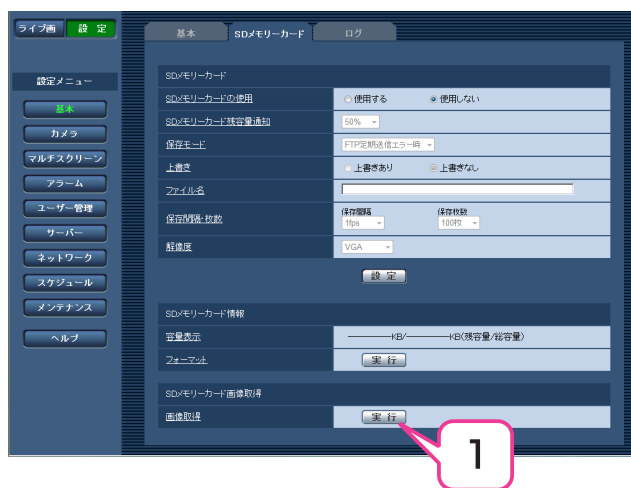 ライブ画 設 定
基本 SDメモリーカード ログ
設定メニュー
基本
カメラ
マルチスクリーン
アラーム
ユーザー管理
サーバー
ネットワーク
スケジュール
メンテナンス
ヘルプ
SDメモリーカード
SDメモリーカードの使用 使用する 使用しない
SDメモリーカード残容量通知 50%
保存モード FTP定期送信エラー時
上書き 上書きあり 上書きなし
ファイル名
保存間隔・枚数 保存間隔 保存枚数
1fps 100枚
解像度 VGA
設 定
SDメモリーカード情報
容量表示 ―――――KB/―――――KB(残容量/総容量)
フォーマット 実 行
SDメモリーカード画像取得
画像取得 実 行
1